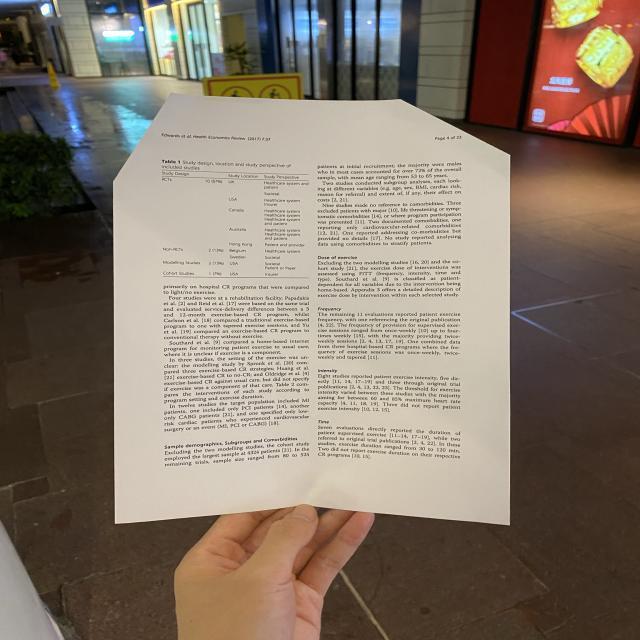 Edwards et al. Health Economics Review (2017) 7:37
Page 4 of 23
Table 1 Study design, location and study perspective of
included studies
Study Design Study Location Study Perspective
RCTs 10 (67%) UK Healthcare system and
patient
Societal
USA Healthcare system
Insurer
Canada Healthcare system
Healthcare system
Healthcare system
and patient
Australia Healthcare system
Healthcare system
and patient
Hong Kong Patient and provider
Non-RCTs 2 (13%) Belgium Healthcare system
Sweden Societal
Modelling Studies 2 (13%) USA Societal
Patient or Payer
Cohort Studies 1 (7%) USA Insurer
primarily on hospital CR programmes that were compared
to light/no exercise.
Four studies were at a rehabilitation facility: Papadakis
et al. [2] and Reid et al. [17] were based on the same trial
and evaluated service-delivery differences between a 3
and 12-month exercise-based CR program, whilst
Carlson et al. [18] compared a traditional exercise-based
program to one with tapered sessions, and Yu
et al. [19] compared an exercise-based CR program to
conventional therapy without exercise.
Southard et al. [9] compared a home-based internet
program for monitoring patient exercise to usual care,
where it is unclear if exercise is a component.
In three studies, the setting of the exercise was un-
clear: the modelling study by Spronk et al. [20] com-
pared three exercise-based CR strategies; Huang et al.
[21] exercise-based CR to no-CR; and Oldridge et al. [4]
exercise-based CR against usual care, but did not specify
if exercise was a component of that care. Table 2 com-
pares the interventions of each study according to
program setting and exercise duration.
In twelve studies the target population included MI
patients, one included only PCI patients [14], another
only CABG patients [21], and one specified only low-
risk cardiac patients who experienced cardiovascular
surgery or an event (MI, PCI or CABG) [18].
Sample demographics, Subgroups and Comorbidities
Excluding the two modelling studies, the cohort study
employed the largest sample at 4324 patients [21]. In the
remaining trials, sample size ranged from 80 to 524
patients at initial recruitment; the majority were males
who in most cases accounted for over 73% of the overall
sample, with mean age ranging from 53 to 65 years.
Two studies conducted subgroup analyses, each look-
ing at different variables (e.g. age, sex, BMI, cardiac risk,
reason for referral) and extent of, if any, their effect on
costs [2, 21].
Nine studies made no reference to comorbidities. Three
excluded patients with major [10], life threatening or symp-
tomatic comorbidities [14], or where program participation
was prevented [11]. Two documented comorbidities, one
reporting only cardiovascular-related comorbidities
[12, 21]. One reported addressing co-morbidities but
provided no details [17]. No study reported analysing
data using comorbidities to stratify patients.
Dose of exercise
Excluding the two modelling studies [16, 20] and the co-
hort study [21], the exercise dose of interventions was
assessed using FITT (frequency, intensity, time and
type). Southard et al. [9] is classified as patient
dependent for all variables due to the intervention being
home-based. Appendix 5 offers a detailed description of
exercise dose by intervention within each selected study.
Frequency
The remaining 11 evaluations reported patient exercise
frequency, with one referencing the original publication
[4, 22]. The frequency for provision of supervised exer-
cise sessions ranged from once-weekly [10] up to four-
times weekly [15], with the majority providing twice-
weekly sessions [2, 4, 13, 17, 19]. One combined data
from three hospital-based CR programs where the fre-
quency of exercise sessions was once-weekly, twice-
weekly and tapered [11].
Intensity
Eight studies reported patient exercise intensity, five dir-
ectly [11, 14, 17–19] and three through original trial
publications [2, 4, 13, 22, 23]. The threshold for exercise
intensity varied between these studies with the majority
aiming for between 60 and 85% maximum heart rate
capacity [4, 11, 18, 19]. Three did not report patient
exercise intensity [10, 12, 15].
Time
Seven evaluations directly reported the duration of
patient supervised exercise [11–14, 17–19], while two
referred to original trial publications [2, 4, 22]. In these
studies, exercise duration ranged from 30 to 120 min.
Two did not report exercise duration on their respective
CR programs [10, 15].